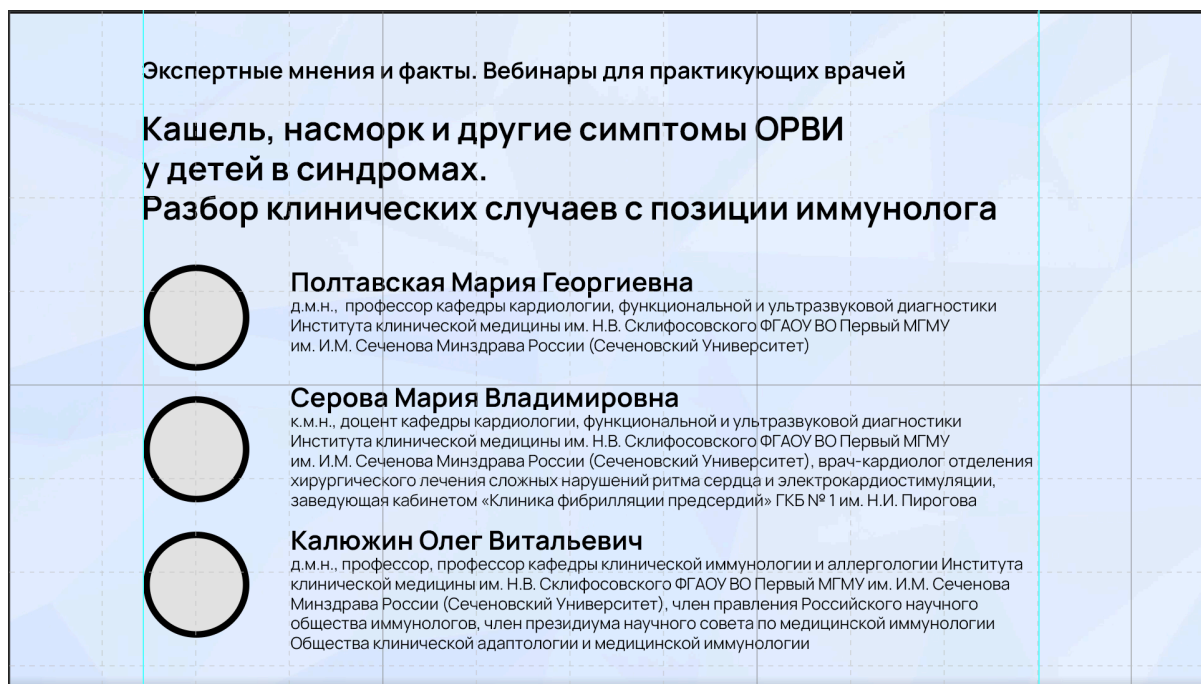 Экспертные мнения и факты. Вебинары для практикующих врачей
Кашель, насморк и другие симптомы ОРВИ
у детей в синдромах.
Разбор клинических случаев с позиции иммунолога
Полтавская Мария Георгиевна
д.м.н., профессор кафедры кардиологии, функциональной и ультразвуковой диагностики
Института клинической медицины им. Н.В. Склифосовского ФГАОУ ВО Первый МГМУ
им. И.М. Сеченова Минздрава России (Сеченовский Университет)
Серова Мария Владимировна
к.м.н., доцент кафедры кардиологии, функциональной и ультразвуковой диагностики
Института клинической медицины им. Н.В. Склифосовского ФГАОУ ВО Первый МГМУ
им. И.М. Сеченова Минздрава России (Сеченовский Университет), врач-кардиолог отделения
хирургического лечения сложных нарушений ритма сердца и электрокардиостимуляции,
заведующая кабинетом «Клиника фибрилляции предсердий» ГКБ № 1 им. Н.И. Пирогова
Калюжин Олег Витальевич
д.м.н., профессор, профессор кафедры клинической иммунологии и аллергологии Института
клинической медицины им. Н.В. Склифосовского ФГАОУ ВО Первый МГМУ им. И.М. Сеченова
Минздрава России (Сеченовский Университет), член правления Российского научного
общества иммунологов, член президиума научного совета по медицинской иммунологии
Общества клинической адаптологии и медицинской иммунологии